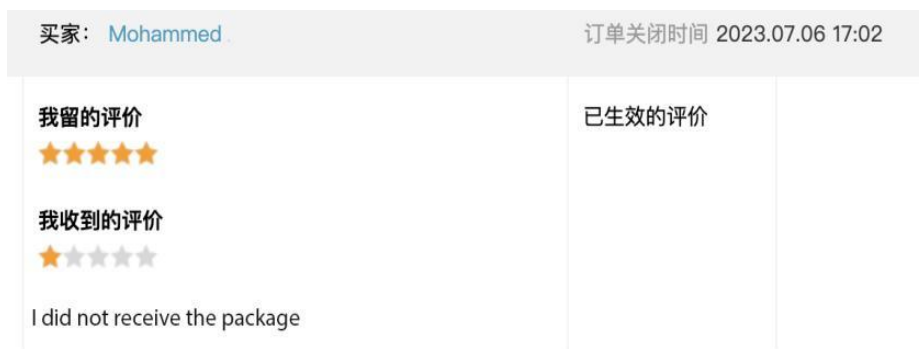 买家： Mohammed
订单关闭时间 2023.07.06 17:02
我留的评价
已生效的评价
我收到的评价
I did not receive the package